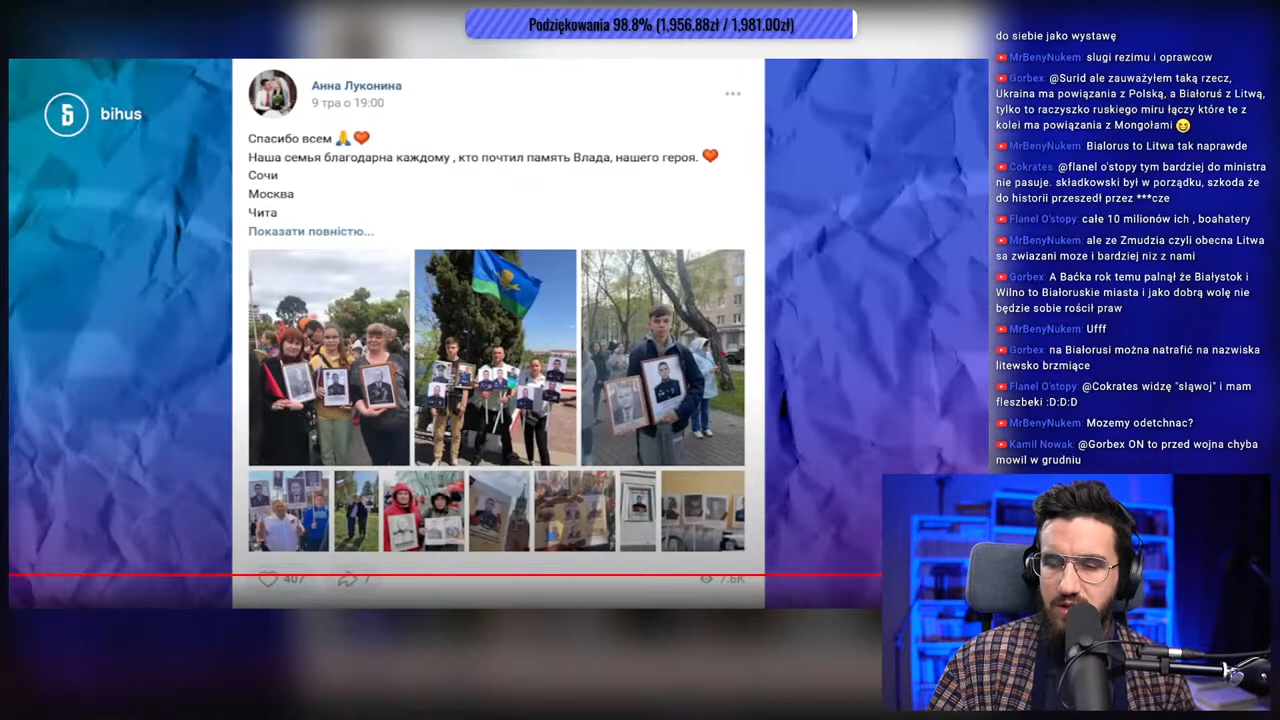 Podziękowania 98.8% (1,956.88zł / 1,981.00zł)
bihus
Анна Луконина
9 тра о 19:00
Спасибо всем 🙏❤️
Наша семья благодарна каждому , кто почтил память Влада, нашего героя. ❤️
Сочи
Москва
Чита
Показати повністю...
407
7
7.6K
do siebie jako wystawę
MrBenyNukem: slugi rezimu i oprawcow
Gorbex: @Surid ale zauważyłem taką rzecz,
Ukraina ma powiązania z Polską, a Białoruś z Litwą,
tylko to raczyszko ruskiego miru łączy które te z
kolei ma powiązania z Mongołami 😆
MrBenyNukem: Bialorus to Litwa tak naprawde
Cokrates: @flanel o'stopy tym bardziej do ministra
nie pasuje. składkowski był w porządku, szkoda że
do historii przeszedł przez ***cze
Flanel O'stopy: całe 10 milionów ich , boahatery
MrBenyNukem: ale ze Zmudzia czyli obecna Litwa
sa zwiazani moze i bardziej niz z nami
Gorbex: A Baćka rok temu palnął że Białystok i
Wilno to Białoruskie miasta i jako dobrą wolę nie
będzie sobie rościł praw
MrBenyNukem: Ufff
Gorbex: na Białorusi można natrafić na nazwiska
litewsko brzmiące
Flanel O'stopy: @Cokrates widzę "słąwoj" i mam
fleszbeki :D:D:D
MrBenyNukem: Mozemy odetchnac?
Kamil Nowak: @Gorbex ON to przed wojna chyba
mowil w grudniu